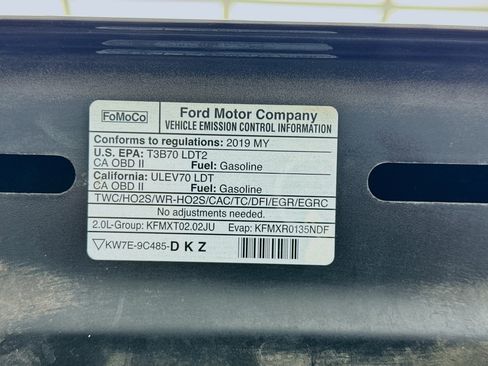 FoMoCo
Ford Motor Company
VEHICLE EMISSION CONTROL INFORMATION
Conforms to regulations: 2019 MY
U.S. EPA: T3B70 LDT2
CA OBD II Fuel: Gasoline
California: ULEV70 LDT
CA OBD II Fuel: Gasoline
TWC/HO2S/WR-HO2S/CAC/TC/DFI/EGR/EGRC
No adjustments needed.
2.0L-Group: KFMXT02.02JU Evap: KFMXR0135NDF
KW7E-9C485-D K Z